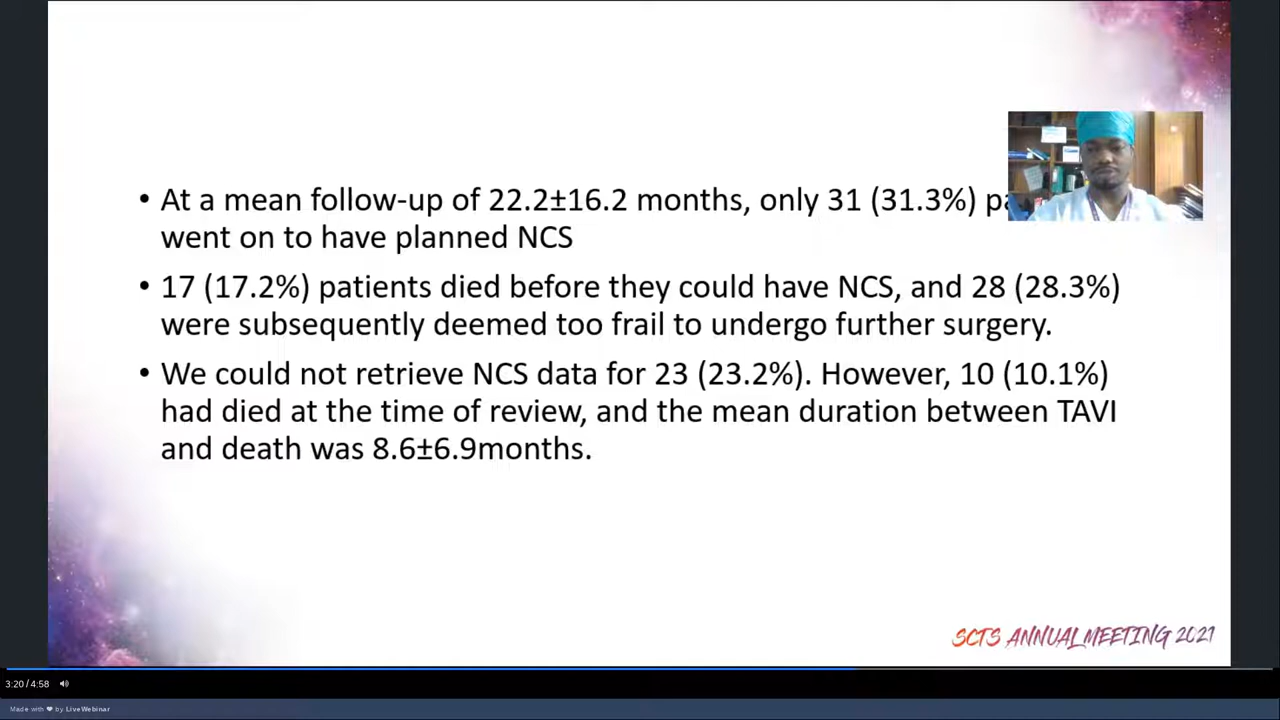 • At a mean follow-up of 22.2±16.2 months, only 31 (31.3%)
went on to have planned NCS
• 17 (17.2%) patients died before they could have NCS, and 28 (28.3%)
were subsequently deemed too frail to undergo further surgery.
• We could not retrieve NCS data for 23 (23.2%). However, 10 (10.1%)
had died at the time of review, and the mean duration between TAVI
and death was 8.6±6.9months.
SCTS ANNUAL MEETING 2021
3:20 / 4:58
Made with ❤ by LiveWebinar